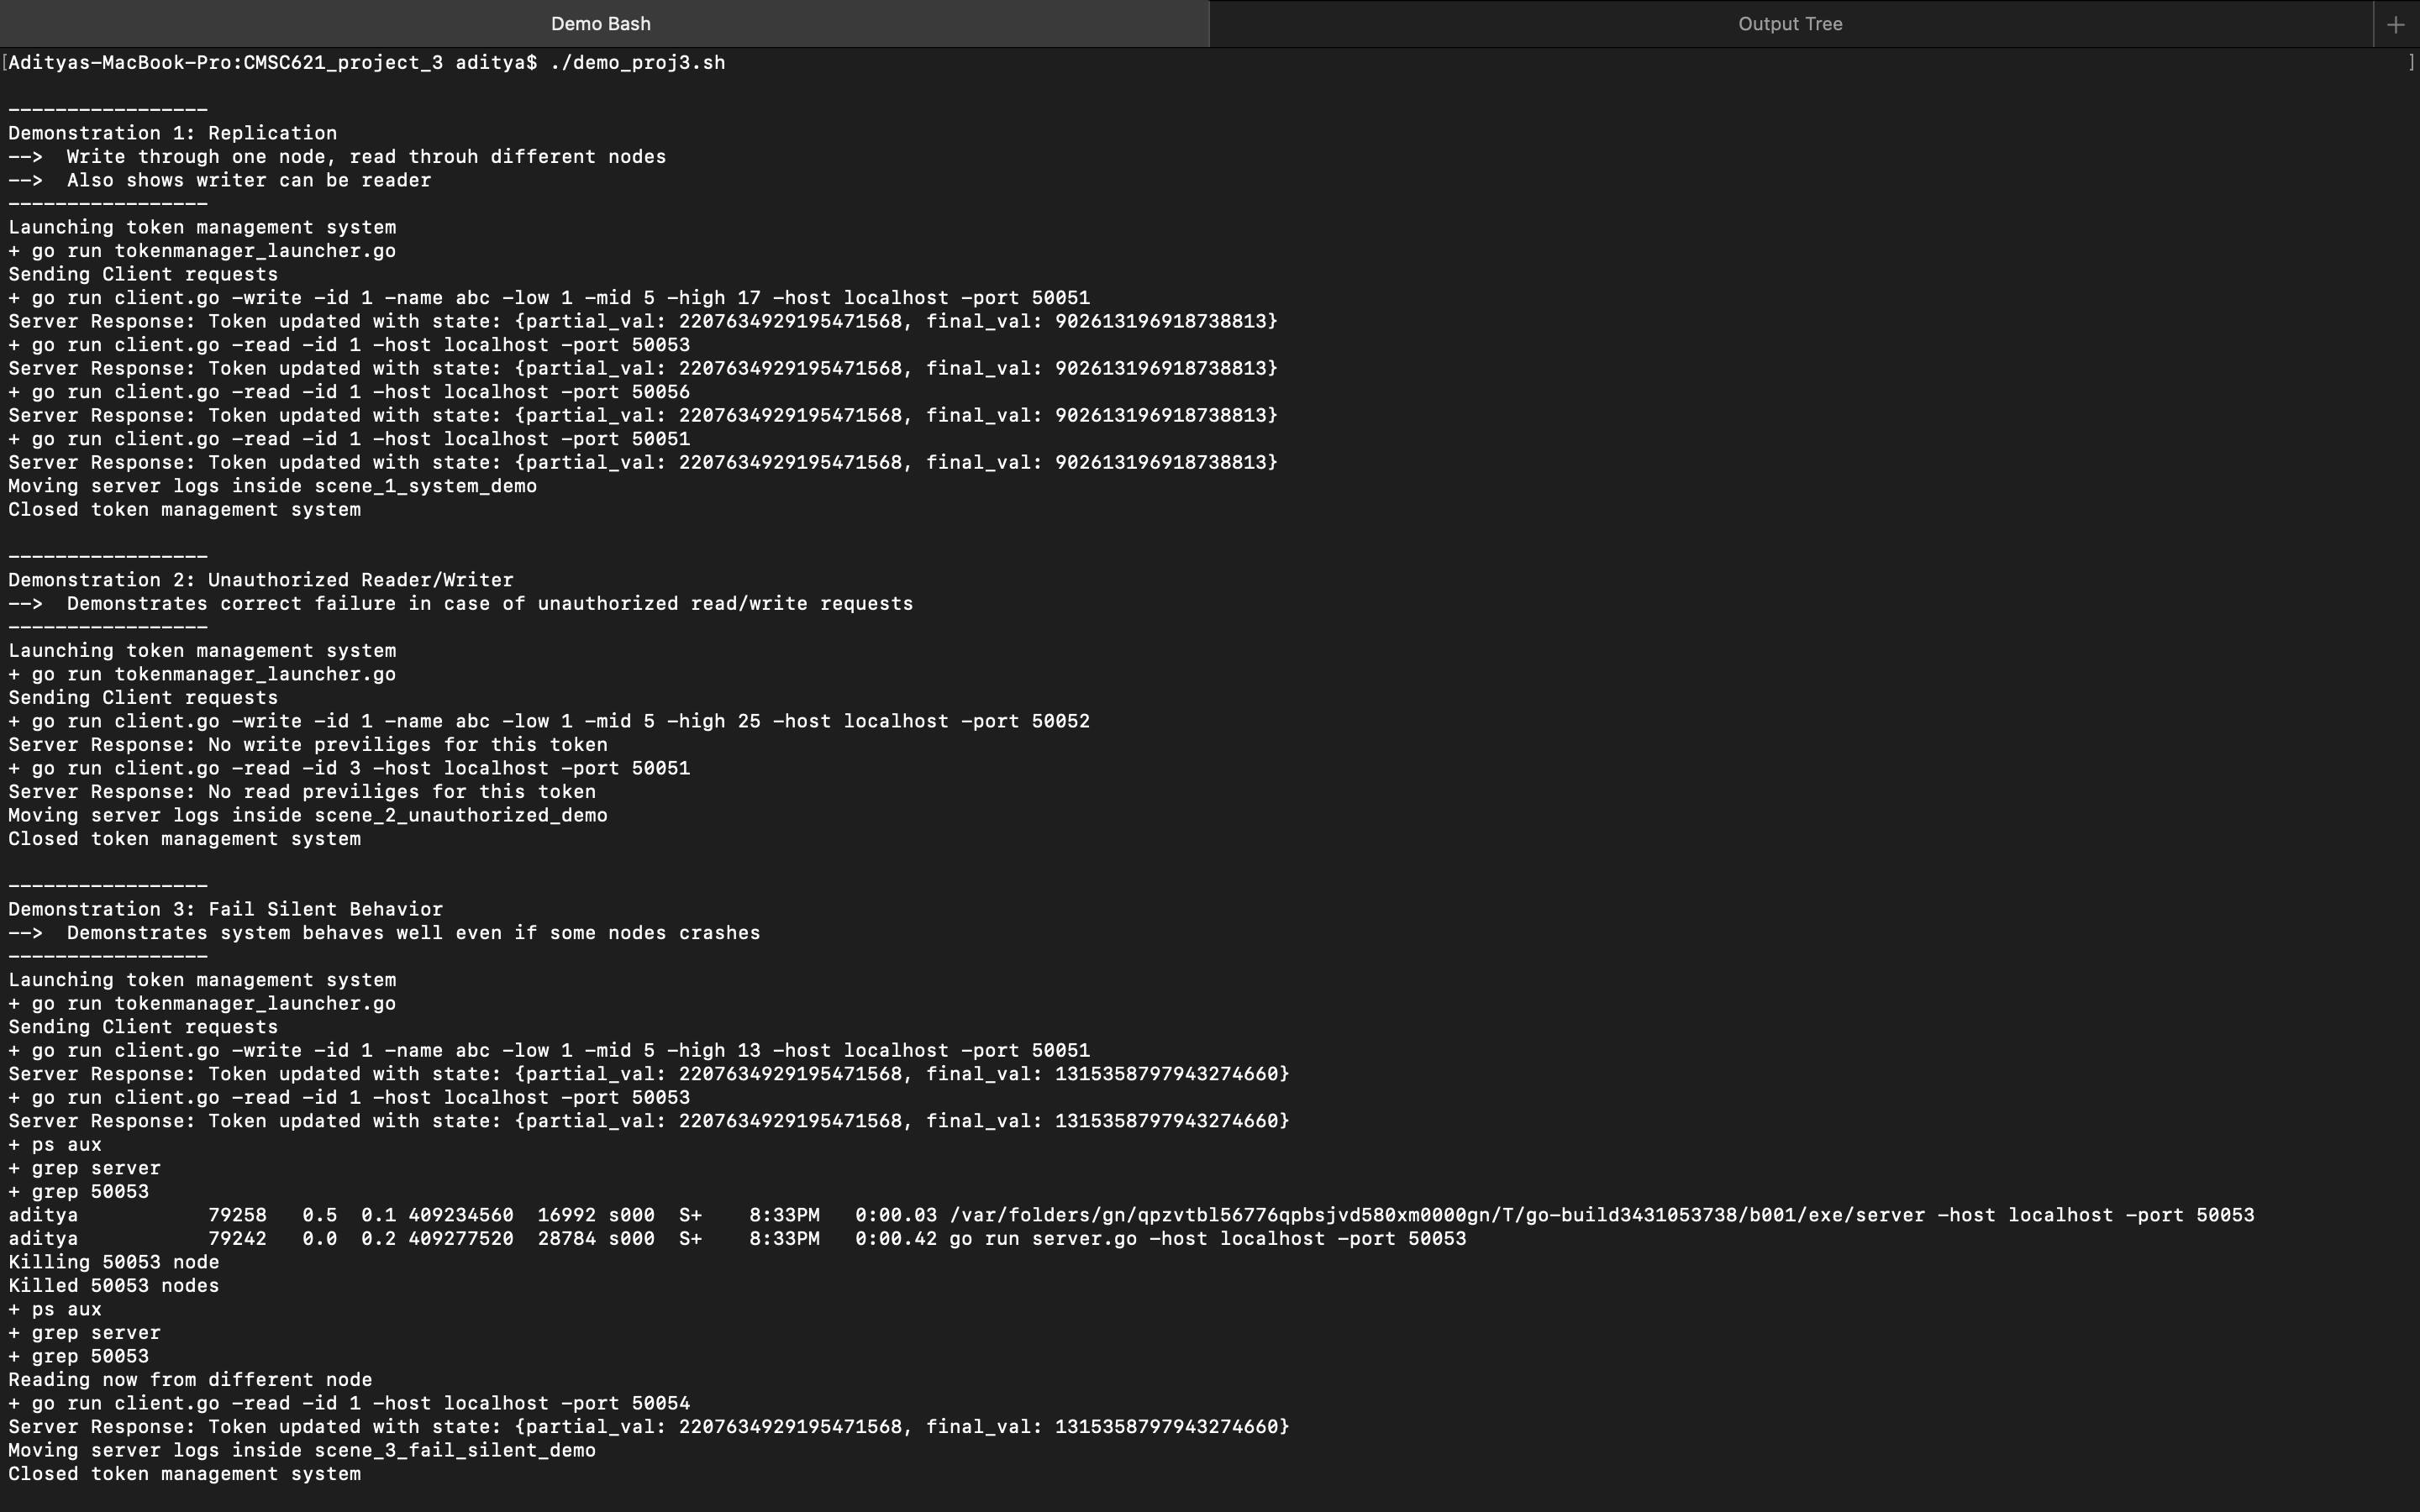 Demo Bash
Output Tree
+
[Adityas-MacBook-Pro:CMSC621_project_3 aditya$ ./demo_proj3.sh ]
-----------------
Demonstration 1: Replication
-->  Write through one node, read throuh different nodes
-->  Also shows writer can be reader
-----------------
Launching token management system
+ go run tokenmanager_launcher.go
Sending Client requests
+ go run client.go -write -id 1 -name abc -low 1 -mid 5 -high 17 -host localhost -port 50051
Server Response: Token updated with state: {partial_val: 2207634929195471568, final_val: 902613196918738813}
+ go run client.go -read -id 1 -host localhost -port 50053
Server Response: Token updated with state: {partial_val: 2207634929195471568, final_val: 902613196918738813}
+ go run client.go -read -id 1 -host localhost -port 50056
Server Response: Token updated with state: {partial_val: 2207634929195471568, final_val: 902613196918738813}
+ go run client.go -read -id 1 -host localhost -port 50051
Server Response: Token updated with state: {partial_val: 2207634929195471568, final_val: 902613196918738813}
Moving server logs inside scene_1_system_demo
Closed token management system
-----------------
Demonstration 2: Unauthorized Reader/Writer
-->  Demonstrates correct failure in case of unauthorized read/write requests
-----------------
Launching token management system
+ go run tokenmanager_launcher.go
Sending Client requests
+ go run client.go -write -id 1 -name abc -low 1 -mid 5 -high 25 -host localhost -port 50052
Server Response: No write previliges for this token
+ go run client.go -read -id 3 -host localhost -port 50051
Server Response: No read previliges for this token
Moving server logs inside scene_2_unauthorized_demo
Closed token management system
-----------------
Demonstration 3: Fail Silent Behavior
-->  Demonstrates system behaves well even if some nodes crashes
-----------------
Launching token management system
+ go run tokenmanager_launcher.go
Sending Client requests
+ go run client.go -write -id 1 -name abc -low 1 -mid 5 -high 13 -host localhost -port 50051
Server Response: Token updated with state: {partial_val: 2207634929195471568, final_val: 1315358797943274660}
+ go run client.go -read -id 1 -host localhost -port 50053
Server Response: Token updated with state: {partial_val: 2207634929195471568, final_val: 1315358797943274660}
+ ps aux
+ grep server
+ grep 50053
aditya           79258   0.5  0.1 409234560  16992 s000  S+    8:33PM   0:00.03 /var/folders/gn/qpzvtbl56776qpbsjvd580xm0000gn/T/go-build3431053738/b001/exe/server -host localhost -port 50053
aditya           79242   0.0  0.2 409277520  28784 s000  S+    8:33PM   0:00.42 go run server.go -host localhost -port 50053
Killing 50053 node
Killed 50053 nodes
+ ps aux
+ grep server
+ grep 50053
Reading now from different node
+ go run client.go -read -id 1 -host localhost -port 50054
Server Response: Token updated with state: {partial_val: 2207634929195471568, final_val: 1315358797943274660}
Moving server logs inside scene_3_fail_silent_demo
Closed token management system